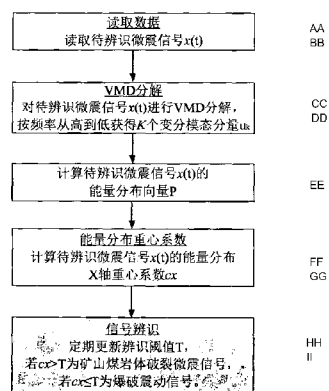 读取数据
读取待辨识微震信号x(t)
AA
BB
VMD分解
对待辨识微震信号x(t)进行VMD分解，
按频率从高到低获得K个变分模态分量uₖ
CC
DD
计算待辨识微震信号x(t)的
能量分布向量P
EE
能量分布重心系数
计算待辨识微震信号x(t)的能量分布
X轴重心系数cx
FF
GG
信号辨识
定期更新辨识阈值T，
若cx>T为矿山煤岩体破裂微震信号，
若cx≤T为爆破震动信号。
HH
II